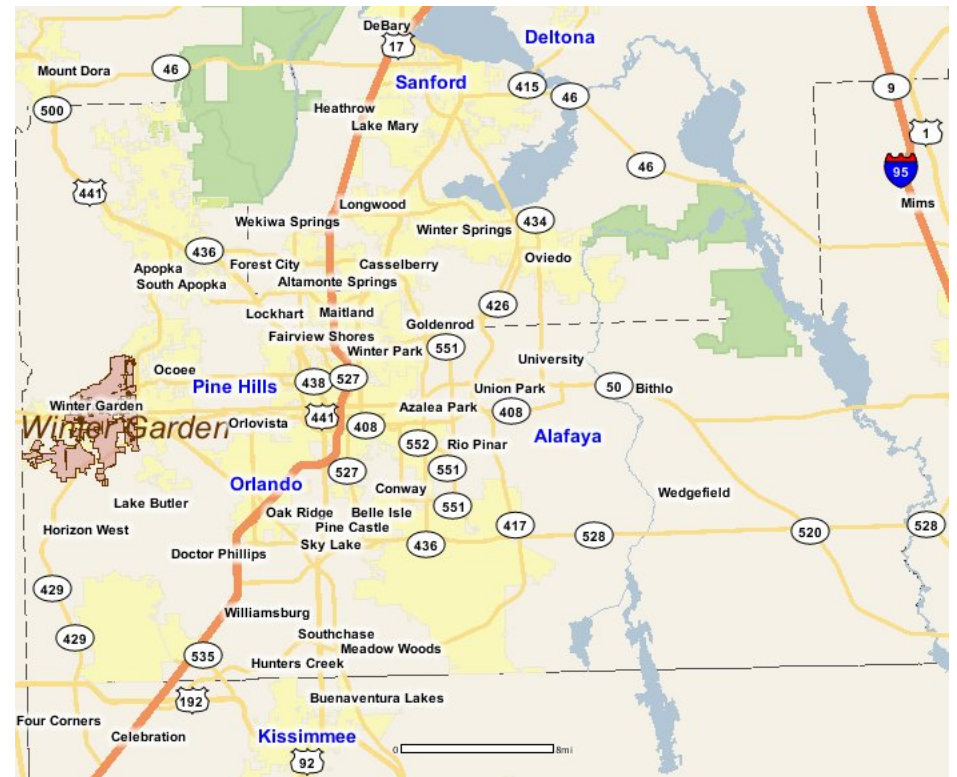 DeBary
Deltona
17
Mount Dora
46
Sanford
415
46
9
500
Heathrow
Lake Mary
1
46
95
441
Mims
Longwood
Wekiwa Springs
Winter Springs
434
436
Forest City
Casselberry
Oviedo
Apopka
South Apopka
Altamonte Springs
426
Lockhart
Maitland
Goldenrod
Fairview Shores
551
Winter Park
University
Ocoee
Pine Hills
438
527
Union Park
50
Bithlo
Winter Garden
441
Azalea Park
408
Winter Garden
Orlovista
408
Alafaya
552
Rio Pinar
527
551
Orlando
Conway
Wedgefield
Lake Butler
Oak Ridge
Belle Isle
551
Horizon West
Pine Castle
417
528
520
528
Doctor Phillips
Sky Lake
436
429
Williamsburg
429
Southchase
Meadow Woods
535
Hunters Creek
192
Buenaventura Lakes
Four Corners
Celebration
Kissimmee
0
8mi
92